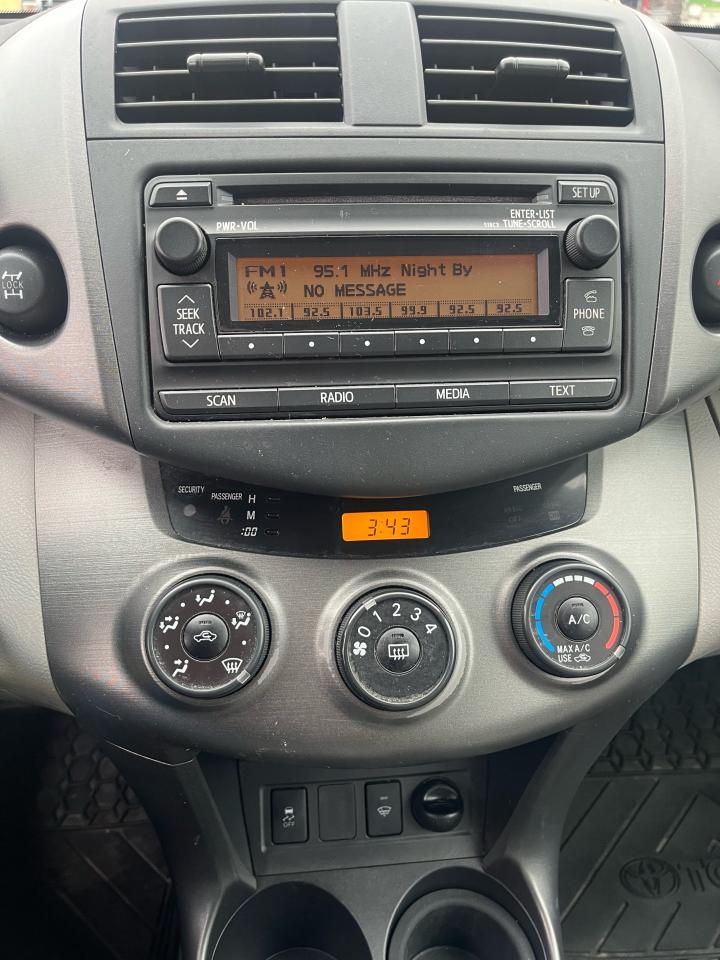 SET UP
PWR•VOL
ENTER•LIST
TUNE•SCROLL
FM1 95.1 MHz Night By
NO MESSAGE
102.1 92.5 103.5 99.9 92.5 92.5
LOCK
SEEK
TRACK
PHONE
SCAN RADIO MEDIA TEXT
SECURITY PASSENGER H PASSENGER
M
:00
3:43
OFF
0 1 2 3 4
A/C
MAX A/C
USE
OFF